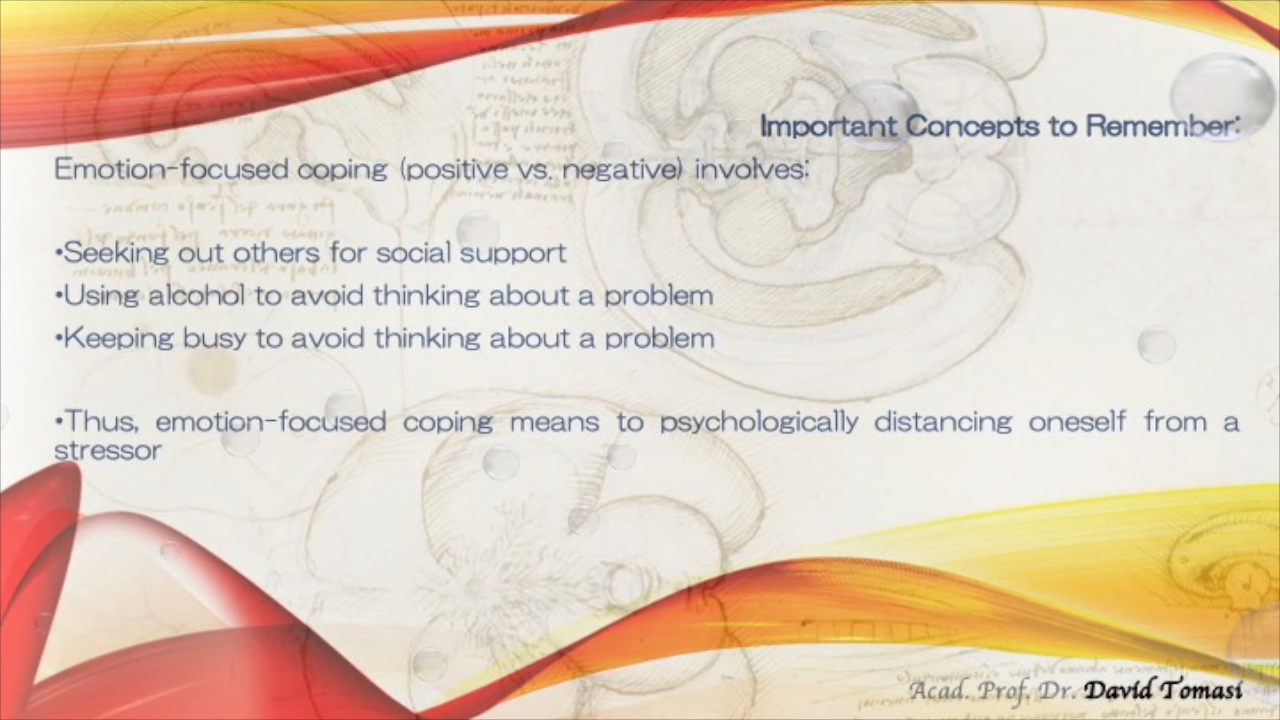 Important Concepts to Remember:
Emotion-focused coping (positive vs. negative) involves:
•Seeking out others for social support
•Using alcohol to avoid thinking about a problem
•Keeping busy to avoid thinking about a problem
•Thus, emotion-focused coping means to psychologically distancing oneself from a
stressor
Acad. Prof. Dr. David Tomasi